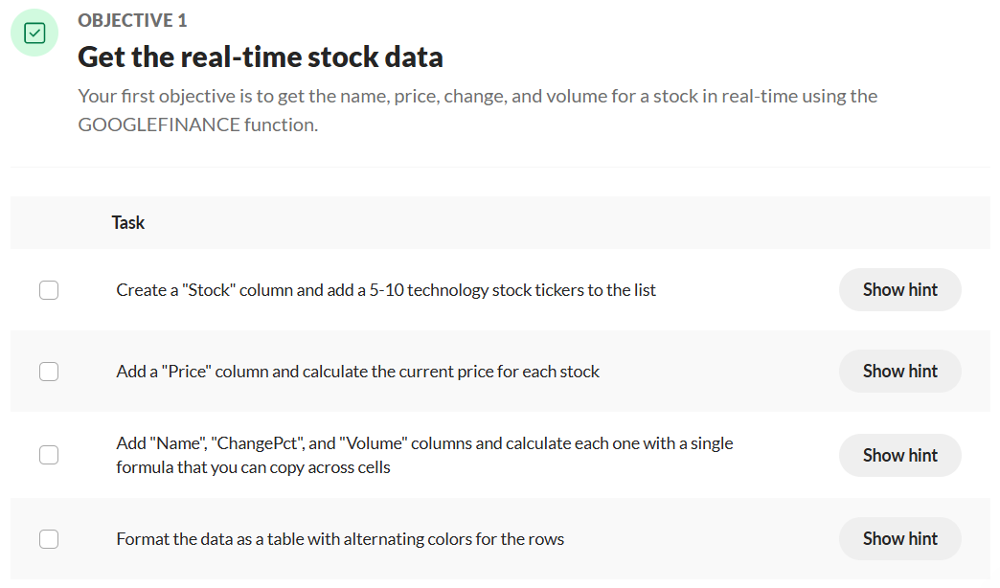 OBJECTIVE 1
Get the real-time stock data
Your first objective is to get the name, price, change, and volume for a stock in real-time using the
GOOGLEFINANCE function.
Task
Create a "Stock" column and add a 5-10 technology stock tickers to the list
Show hint
Add a "Price" column and calculate the current price for each stock
Show hint
Add "Name", "ChangePct", and "Volume" columns and calculate each one with a single
formula that you can copy across cells
Show hint
Format the data as a table with alternating colors for the rows
Show hint